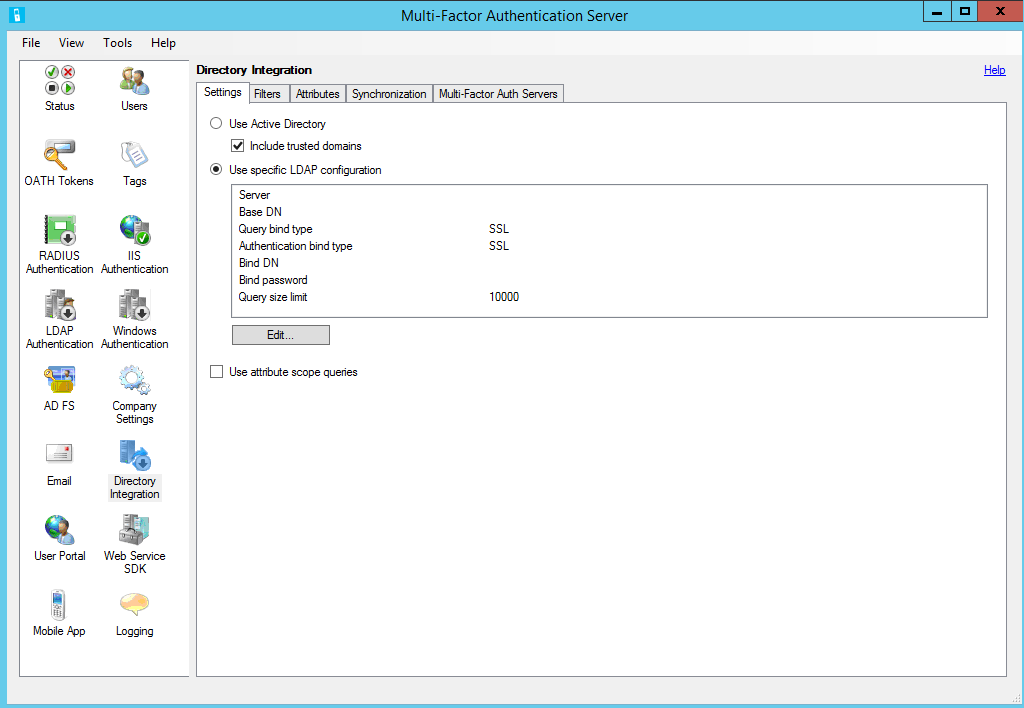 Multi-Factor Authentication Server
File View Tools Help
Status Users
OATH Tokens Tags
RADIUS Authentication IIS Authentication
LDAP Authentication Windows Authentication
AD FS Company Settings
Email Directory Integration
User Portal Web Service SDK
Mobile App Logging
Directory Integration Help
Settings Filters Attributes Synchronization Multi-Factor Auth Servers
Use Active Directory
Include trusted domains
Use specific LDAP configuration
Server
Base DN
Query bind type SSL
Authentication bind type SSL
Bind DN
Bind password
Query size limit 10000
Edit...
Use attribute scope queries